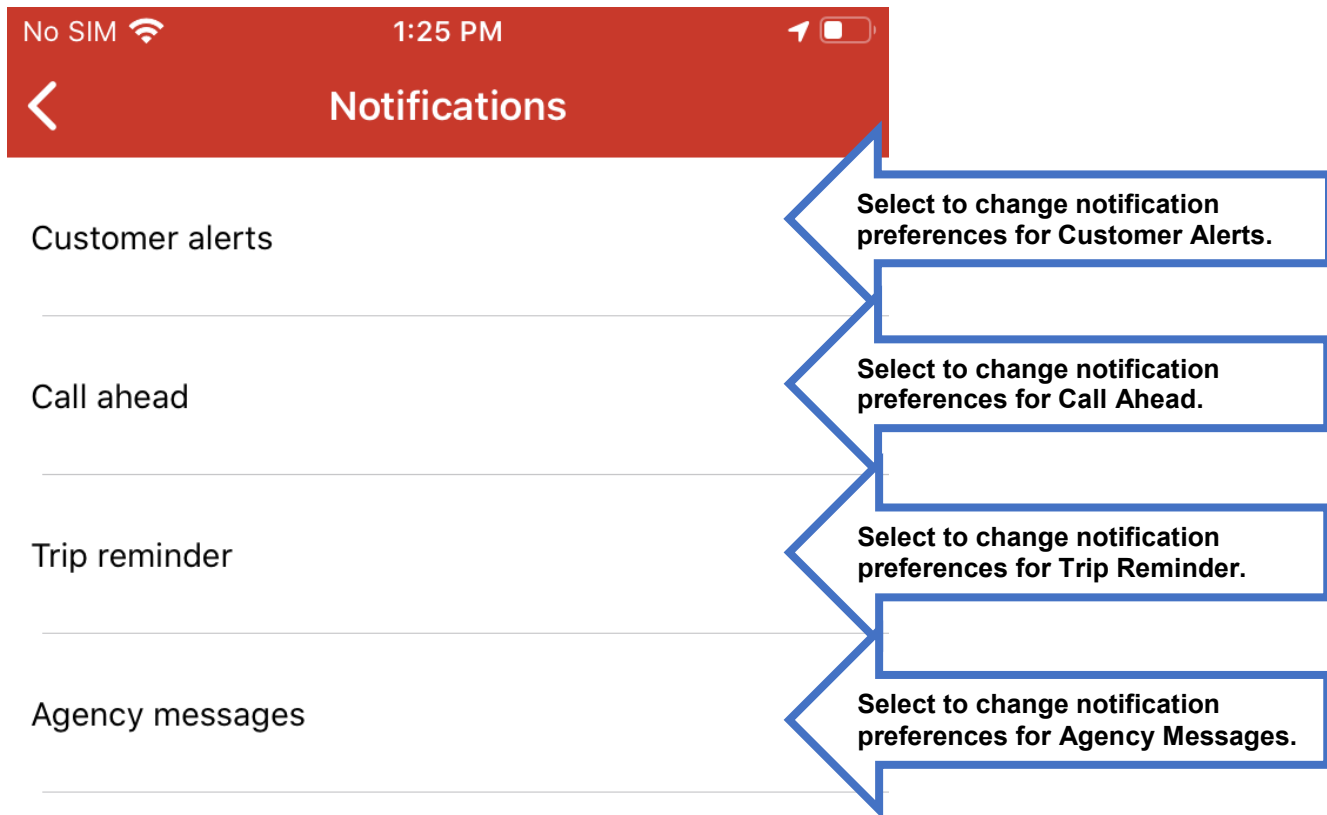 No SIM 1:25 PM
Notifications
Customer alerts
Select to change notification
preferences for Customer Alerts.
Call ahead
Select to change notification
preferences for Call Ahead.
Trip reminder
Select to change notification
preferences for Trip Reminder.
Agency messages
Select to change notification
preferences for Agency Messages.